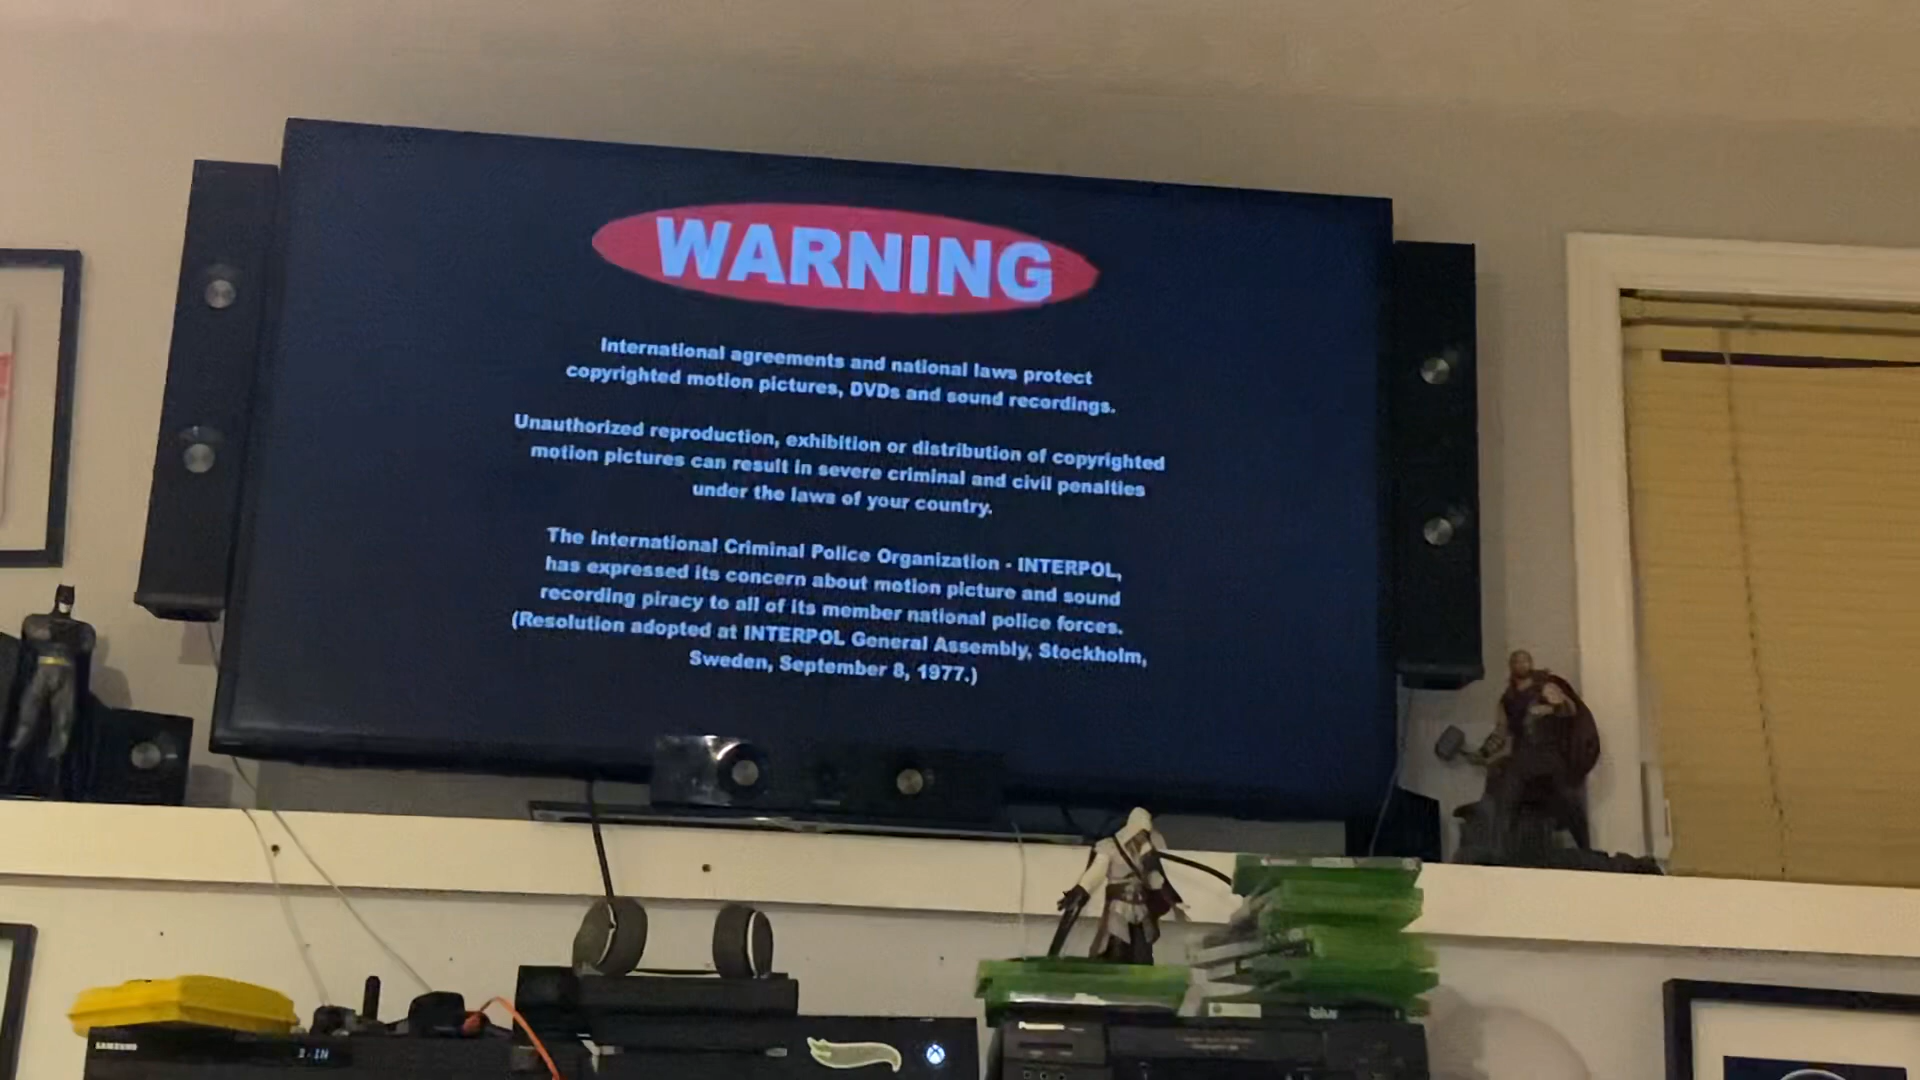 WARNING
International agreements and national laws protect
copyrighted motion pictures, DVDs and sound recordings.
Unauthorized reproduction, exhibition or distribution of copyrighted
motion pictures can result in severe criminal and civil penalties
under the laws of your country.
The International Criminal Police Organization - INTERPOL,
has expressed its concern about motion picture and sound
recording piracy to all of its member national police forces.
(Resolution adopted at INTERPOL General Assembly, Stockholm,
Sweden, September 8, 1977.)
blur
Panasonic
SAMSUNG